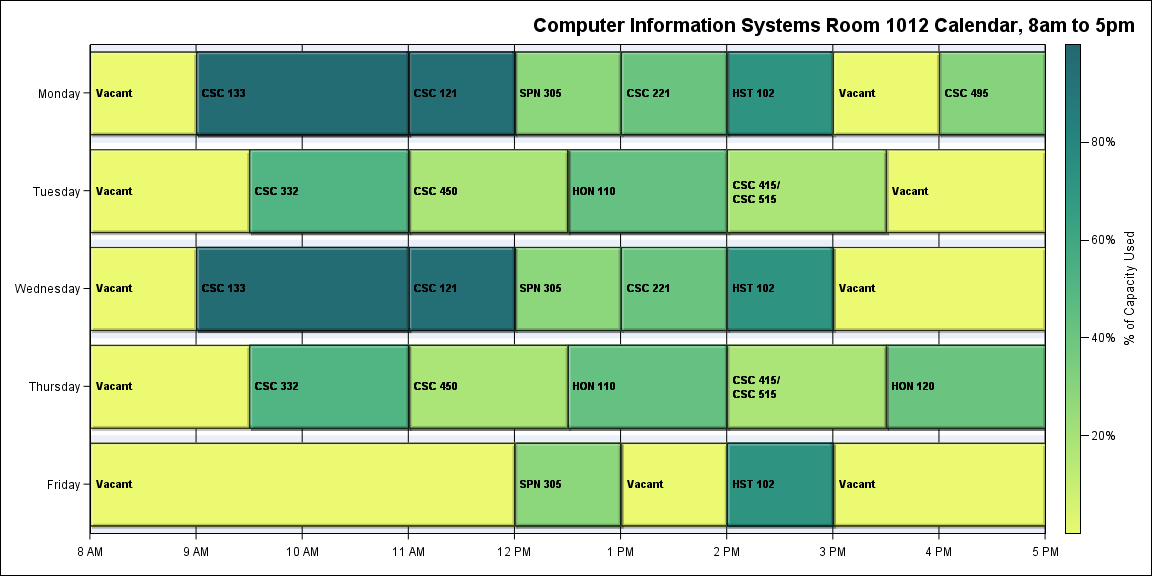 Computer Information Systems Room 1012 Calendar, 8am to 5pm
Monday
Vacant
CSC 133
CSC 121
SPN 305
CSC 221
HST 102
Vacant
CSC 495
Tuesday
Vacant
CSC 332
CSC 450
HON 110
CSC 415/
CSC 515
Vacant
Wednesday
Vacant
CSC 133
CSC 121
SPN 305
CSC 221
HST 102
Vacant
Thursday
Vacant
CSC 332
CSC 450
HON 110
CSC 415/
CSC 515
HON 120
Friday
Vacant
SPN 305
Vacant
HST 102
Vacant
8 AM
9 AM
10 AM
11 AM
12 PM
1 PM
2 PM
3 PM
4 PM
5 PM
80%
60%
40%
20%
% of Capacity Used